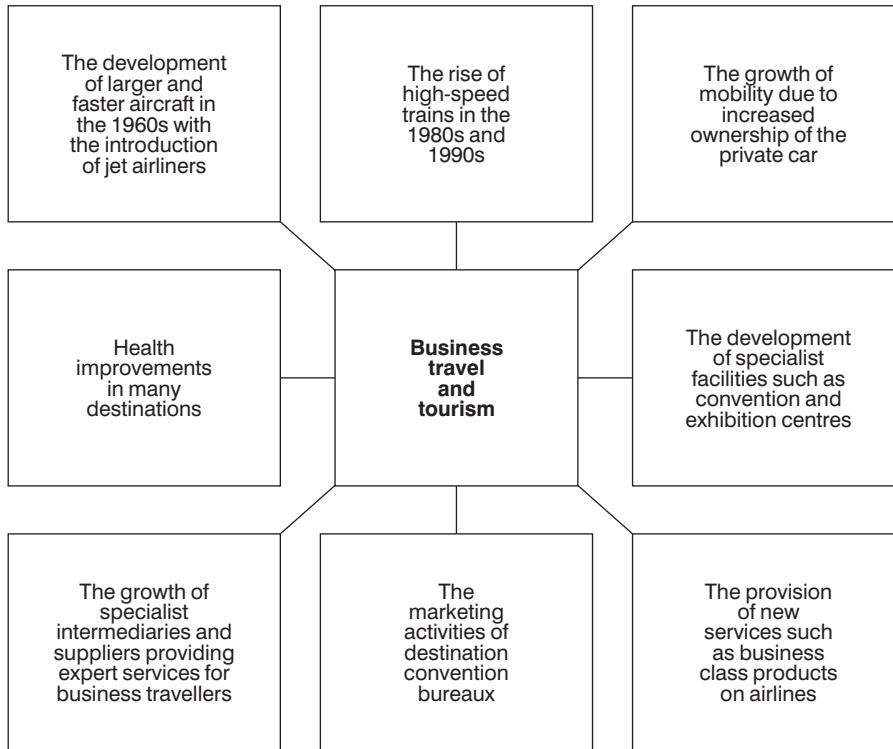 The development
of larger and
faster aircraft in
the 1960s with
the introduction
of jet airliners
The rise of
high-speed
trains in the
1980s and
1990s
The growth of
mobility due to
increased
ownership of the
private car
Health
improvements
in many
destinations
Business
travel
and
tourism
The development
of specialist
facilities such as
convention and
exhibition centres
The growth of
specialist
intermediaries and
suppliers providing
expert services for
business travellers
The
marketing
activities of
destination
convention
bureaux
The provision
of new
services such
as business
class products
on airlines